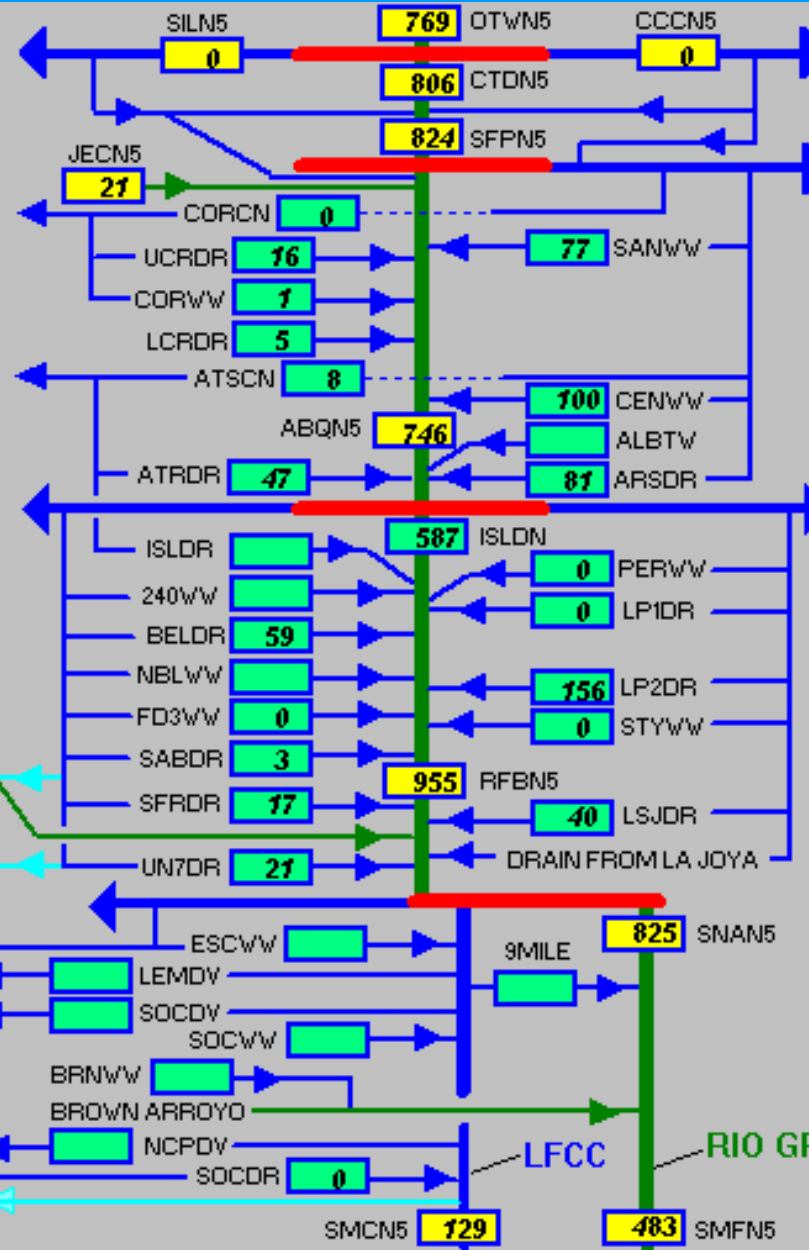 SILN5 769 OTWN5 CCCN5
0 0
806 CTDN5
824 SFPN5
JECN5
21
CORCN 0
UCRDR 16 77 SANWW
CORWW 1
LCRDR 5
ATSCN 8
100 CENWW
ABQN5 746 ALBTW
ATRDR 47 81 ARSDR
587 ISLDN
ISLDR
0 PERWW
240WW
0 LP1DR
BELDR 59
NBLWW
156 LP2DR
FD3WW 0
0 STYWW
SABDR 3
955 RFBN5
SFRDR 17
40 LSJDR
UN7DR 21 DRAIN FROM LA JOYA
825 SNAN5
ESCWW
9MILE
LEMDV
SOCDV
SOCWW
BRNWW
BROWN ARROYO
NCPDV
LFCC RIO GR
SOCDR 0
SMCN5 129 483 SMFN5